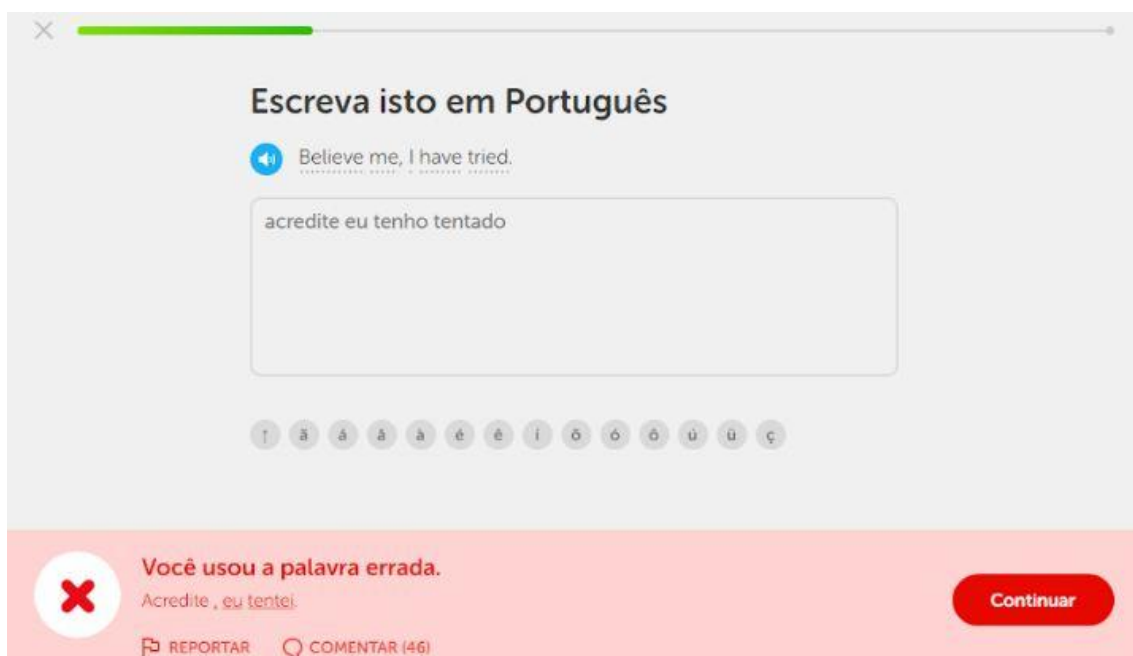 Escreva isto em Português
Believe me, I have tried.
acredite eu tenho tentado
↑ ã á â à é ê í õ ó ô ú ü ç
Você usou a palavra errada.
Acredite , eu tentei.
Continuar
REPORTAR COMENTAR (46)